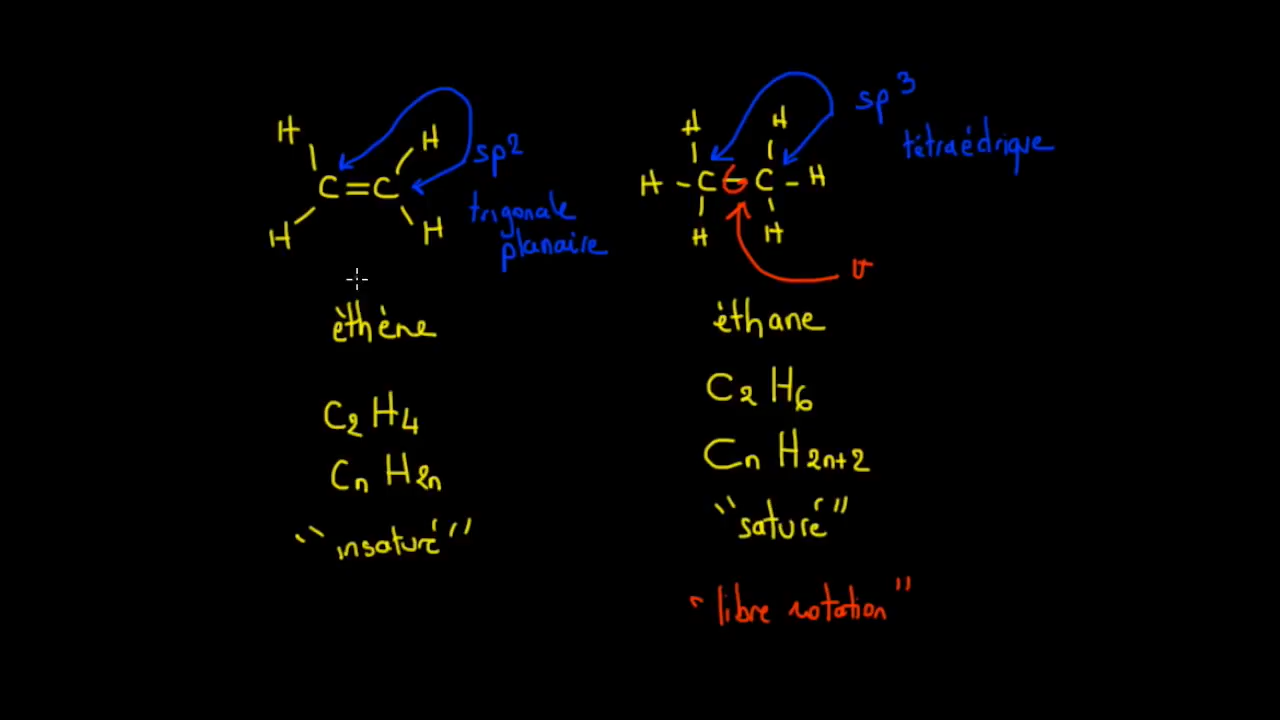 H
H
C=C
H
H
sp²
trigonale
planaire
éthène
C₂H₄
CₙH₂ₙ
"insaturé"
H H
H-C-C-H
H H
sp³
tétraédrique
σ
éthane
C₂H₆
CₙH₂ₙ₊₂
"saturé"
"libre rotation"